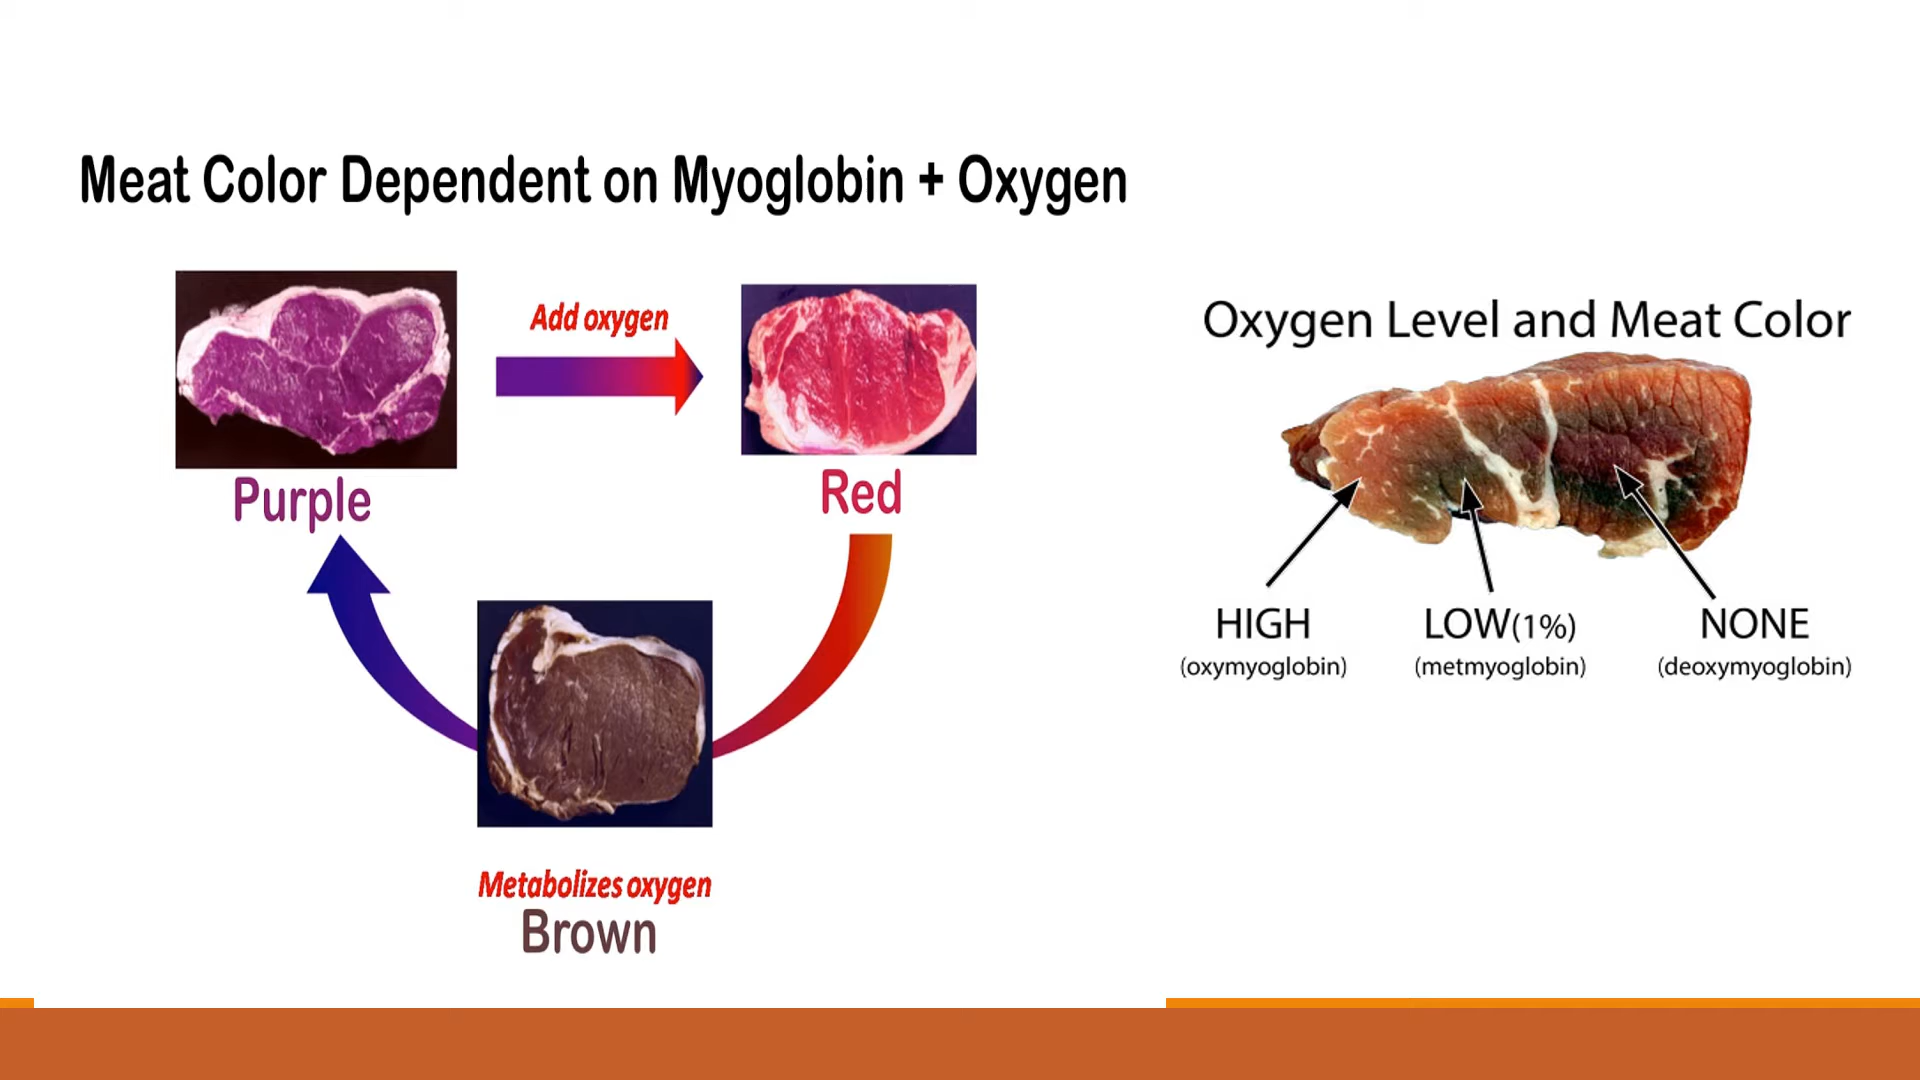 Meat Color Dependent on Myoglobin + Oxygen
Add oxygen
Purple
Red
Metabolizes oxygen
Brown
Oxygen Level and Meat Color
HIGH
(oxymyoglobin)
LOW(1%)
(metmyoglobin)
NONE
(deoxymyoglobin)